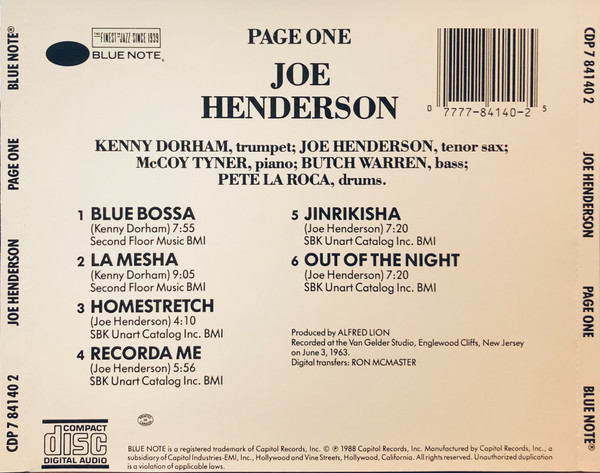 THE FINEST IN JAZZ SINCE 1939
BLUE NOTE®
PAGE ONE
JOE
HENDERSON
0 7777-84140-2 5
KENNY DORHAM, trumpet; JOE HENDERSON, tenor sax;
McCOY TYNER, piano; BUTCH WARREN, bass;
PETE LA ROCA, drums.
1 BLUE BOSSA
(Kenny Dorham) 7:55
Second Floor Music BMI
2 LA MESHA
(Kenny Dorham) 9:05
Second Floor Music BMI
3 HOMESTRETCH
(Joe Henderson) 4:10
SBK Unart Catalog Inc. BMI
4 RECORDA ME
(Joe Henderson) 5:56
SBK Unart Catalog Inc. BMI
5 JINRIKISHA
(Joe Henderson) 7:20
SBK Unart Catalog Inc. BMI
6 OUT OF THE NIGHT
(Joe Henderson) 7:20
SBK Unart Catalog Inc. BMI
Produced by ALFRED LION
Recorded at the Van Gelder Studio, Englewood Cliffs, New Jersey
on June 3, 1963.
Digital transfers: RON MCMASTER
COMPACT
disc
DIGITAL AUDIO
BLUE NOTE is a registered trademark of Capitol Records, Inc. © ℗ 1988 Capitol Records, Inc. Manufactured by Capitol Records, Inc., a
subsidiary of Capitol Industries-EMI, Inc., Hollywood and Vine Streets, Hollywood, California. All rights reserved. Unauthorized duplication
is a violation of applicable laws.
CDP 7 84140 2 JOE HENDERSON PAGE ONE BLUE NOTE®
CDP 7 84140 2 JOE HENDERSON PAGE ONE BLUE NOTE®